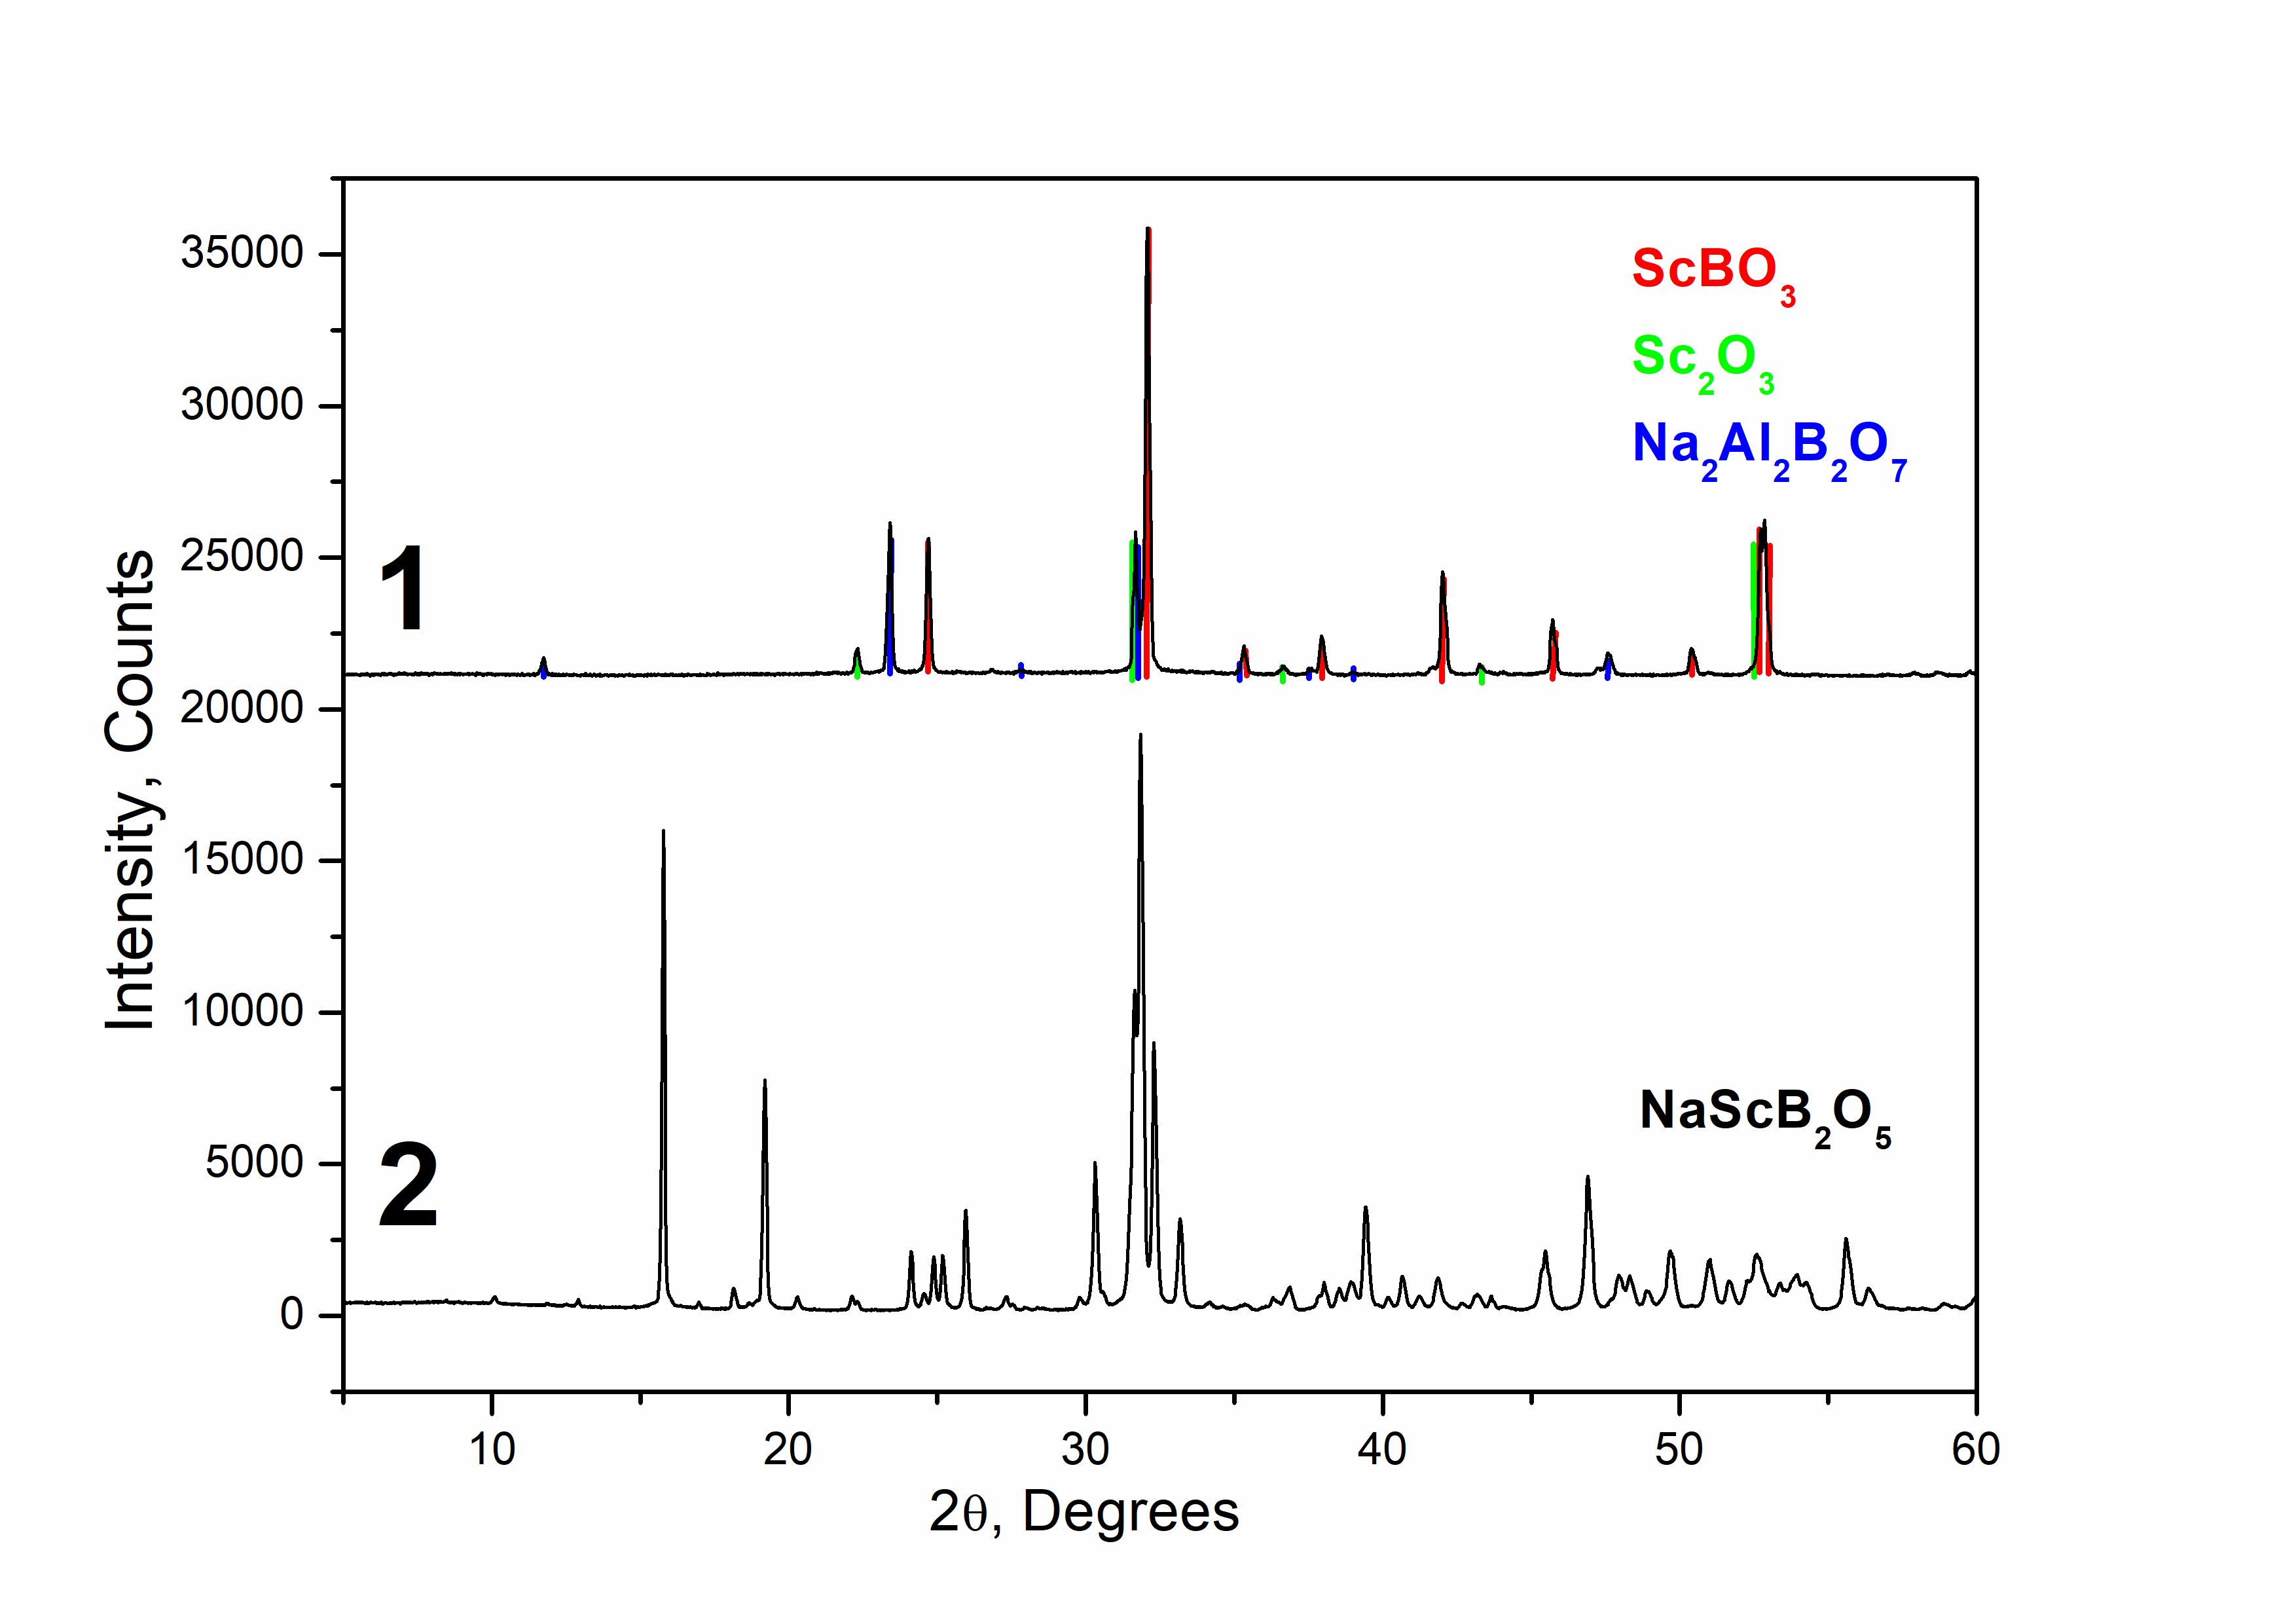 35000
30000
25000
20000
15000
10000
5000
0
Intensity, Counts
1
2
ScBO₃
Sc₂O₃
Na₂Al₂B₂O₇
NaScB₂O₅
10 20 30 40 50 60
2θ, Degrees